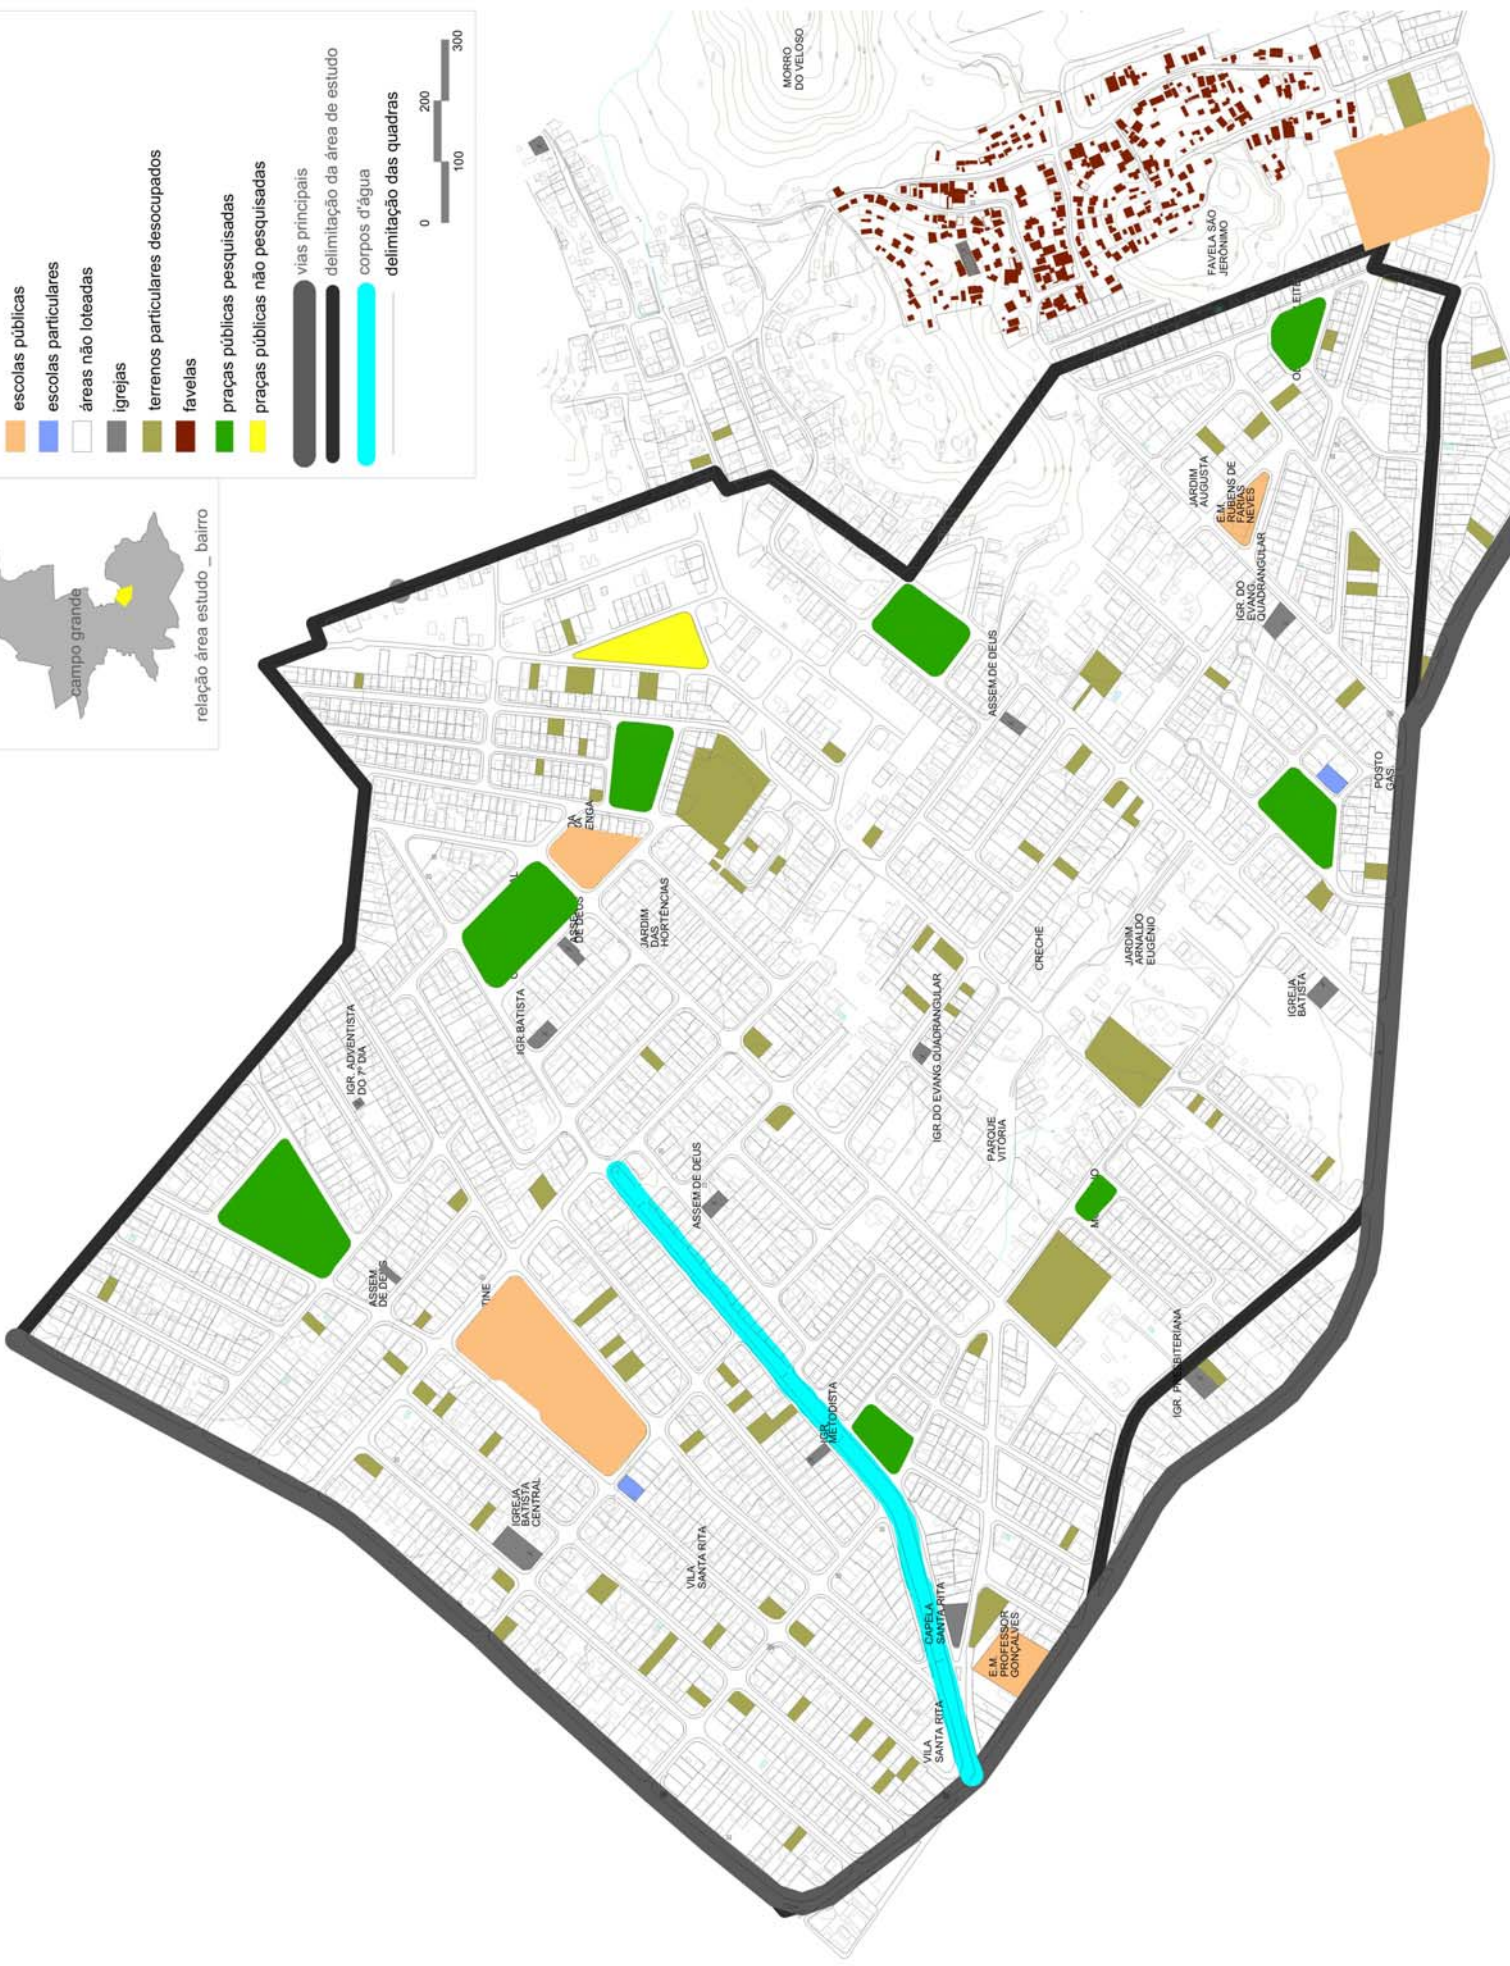 escolas públicas
escolas particulares
áreas não loteadas
igrejas
terrenos particulares desocupados
favelas
praças públicas pesquisadas
praças públicas não pesquisadas
vias principais
delimitação da área de estudo
corpos d'água
delimitação das quadras
0
100
200
300
campo grande
relação área estudo _ bairro
MORRO
DO VELOSO
FAVELA SÃO
JERÔNIMO
JARDIM
AUGUSTA
E.M.
RUBENS DE
FARIAS
NEVES
IGR. DO
EVANG.
QUADRANGULAR
ASSEM.DE DEUS
POSTO
GAS.
ENGA
DE DEUS
JARDIM
DAS
HORTÊNCIAS
IGR.BATISTA
IGR. ADVENTISTA
DO 7º DIA
CRECHE
JARDIM
ARNALDO
EUGÊNIO
IGREJA
BATISTA
IGR.DO EVANG.QUADRANGULAR
PARQUE
VITÓRIA
ASSEM.DE DEUS
ASSEM.
DE DEUS
TINE
IGR.
METODISTA
IGR. PRESBITERIANA
IGREJA
BATISTA
CENTRAL
VILA
SANTA RITA
CAPELA
SANTA RITA
E.M.
PROFESSOR
GONÇALVES
VILA
SANTA RITA